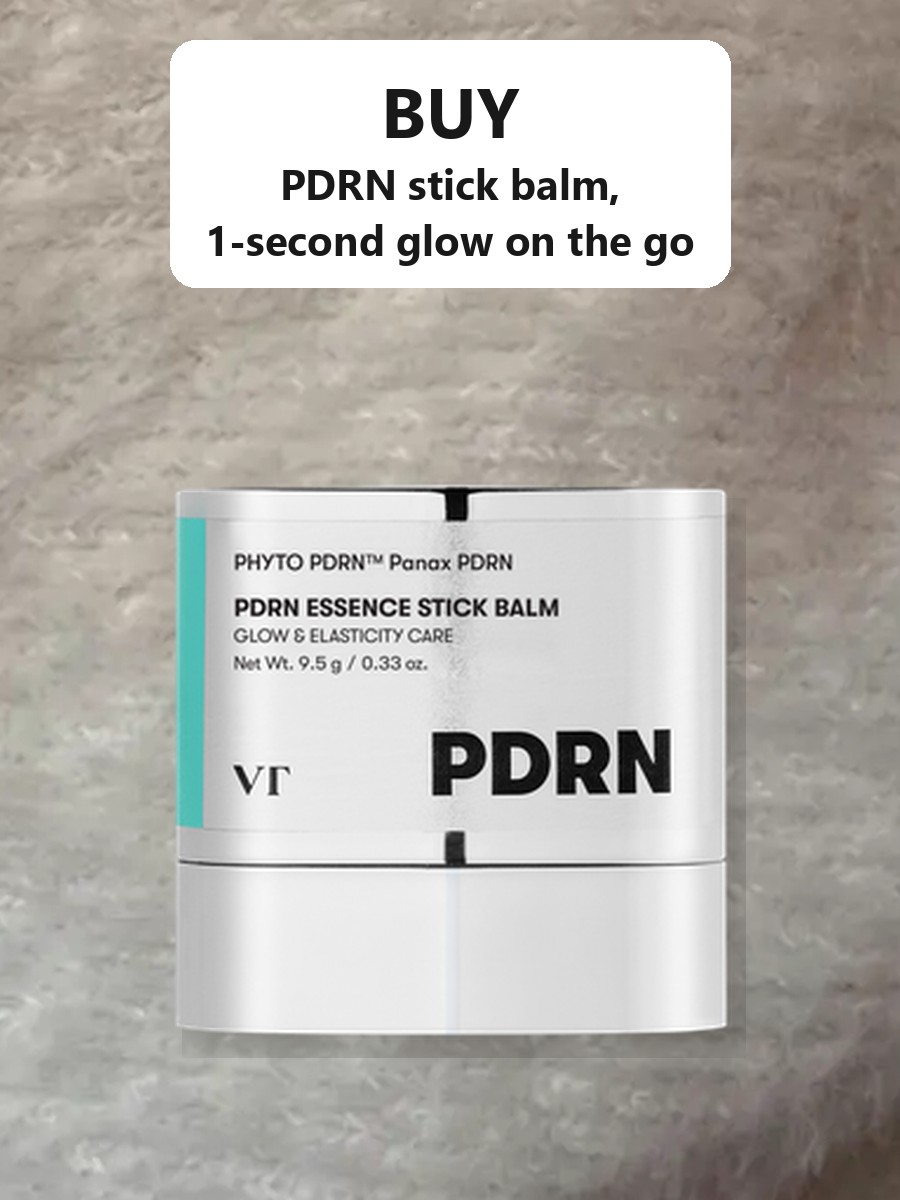 BUY
PDRN stick balm,
1-second glow on the go
PHYTO PDRN™ Panax PDRN
PDRN ESSENCE STICK BALM
GLOW & ELASTICITY CARE
Net Wt. 9.5 g / 0.33 oz.
VT
PDRN